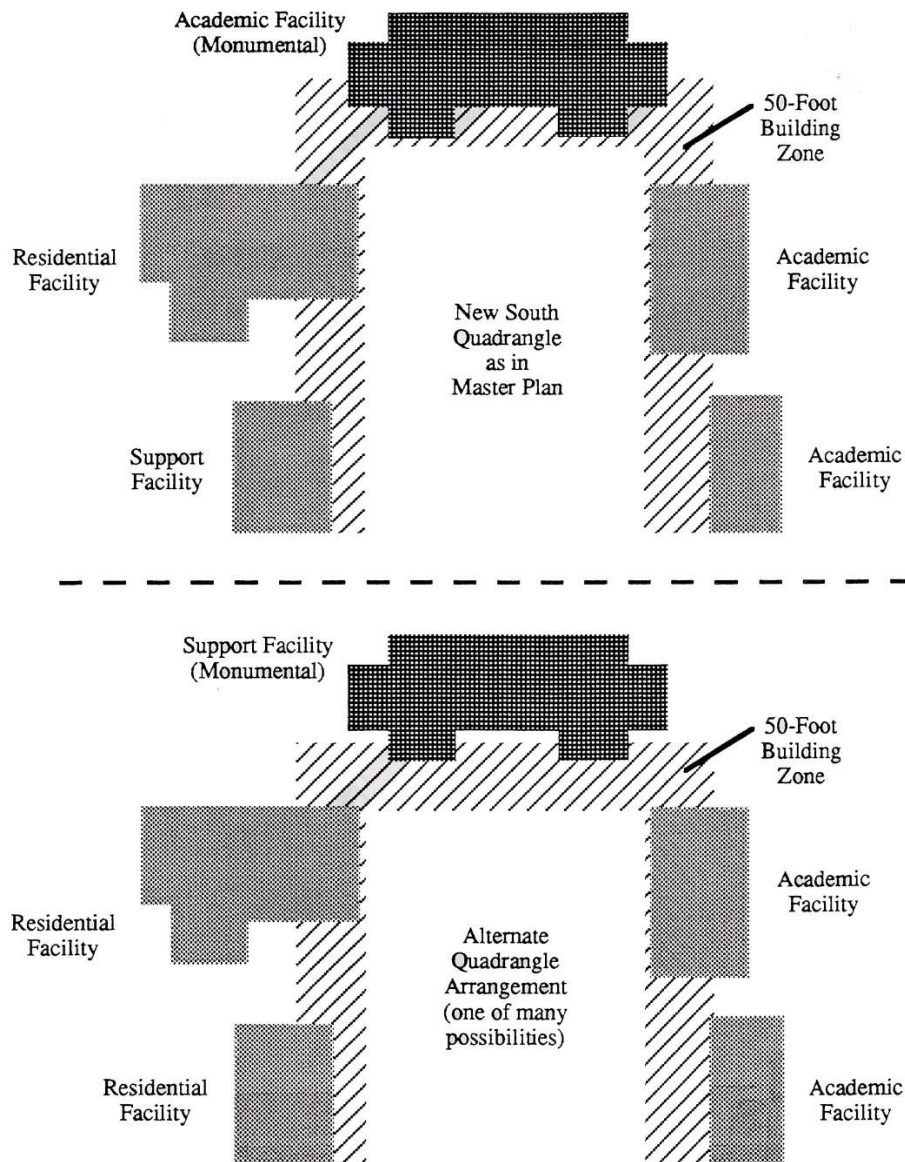 Academic Facility
(Monumental)
50-Foot
Building
Zone
Residential
Facility
Academic
Facility
New South
Quadrangle
as in
Master Plan
Support
Facility
Academic
Facility
Support Facility
(Monumental)
50-Foot
Building
Zone
Academic
Facility
Residential
Facility
Alternate
Quadrangle
Arrangement
(one of many
possibilities)
Residential
Facility
Academic
Facility